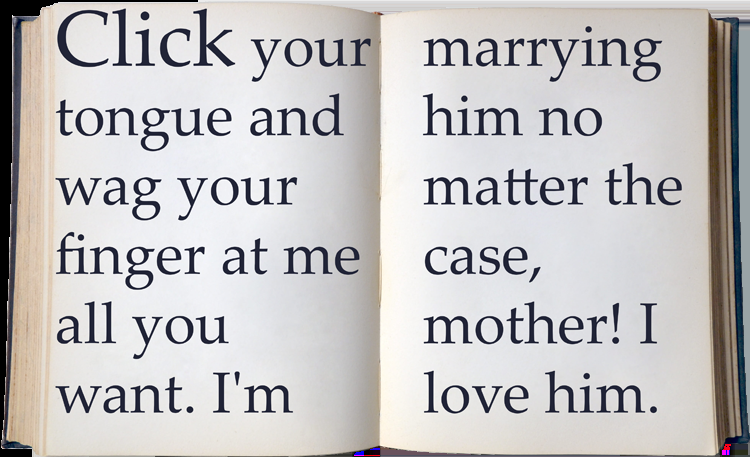 Click your
tongue and
wag your
finger at me
all you
want. I'm
marrying
him no
matter the
case,
mother! I
love him.